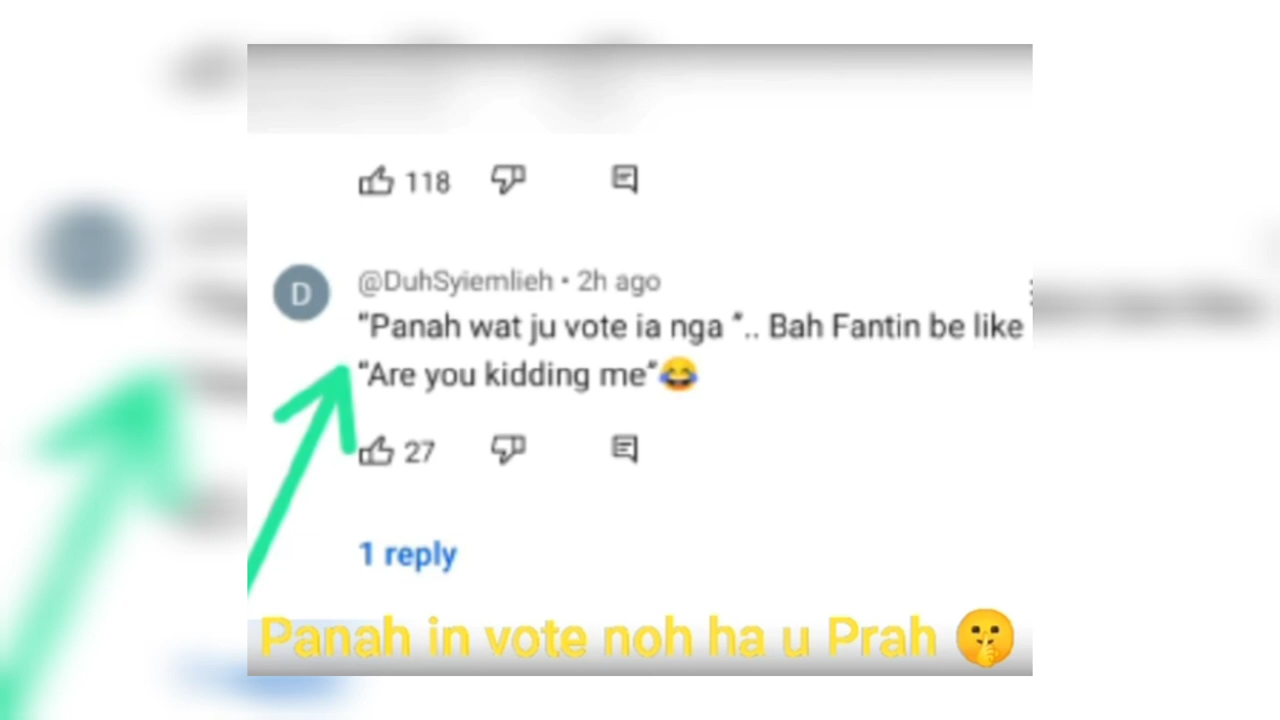 118
D
@DuhSyiemlieh • 2h ago
“Panah wat ju vote ia nga ”.. Bah Fantin be like
“Are you kidding me”😂
27
1 reply
Panah in vote noh ha u Prah 🤫